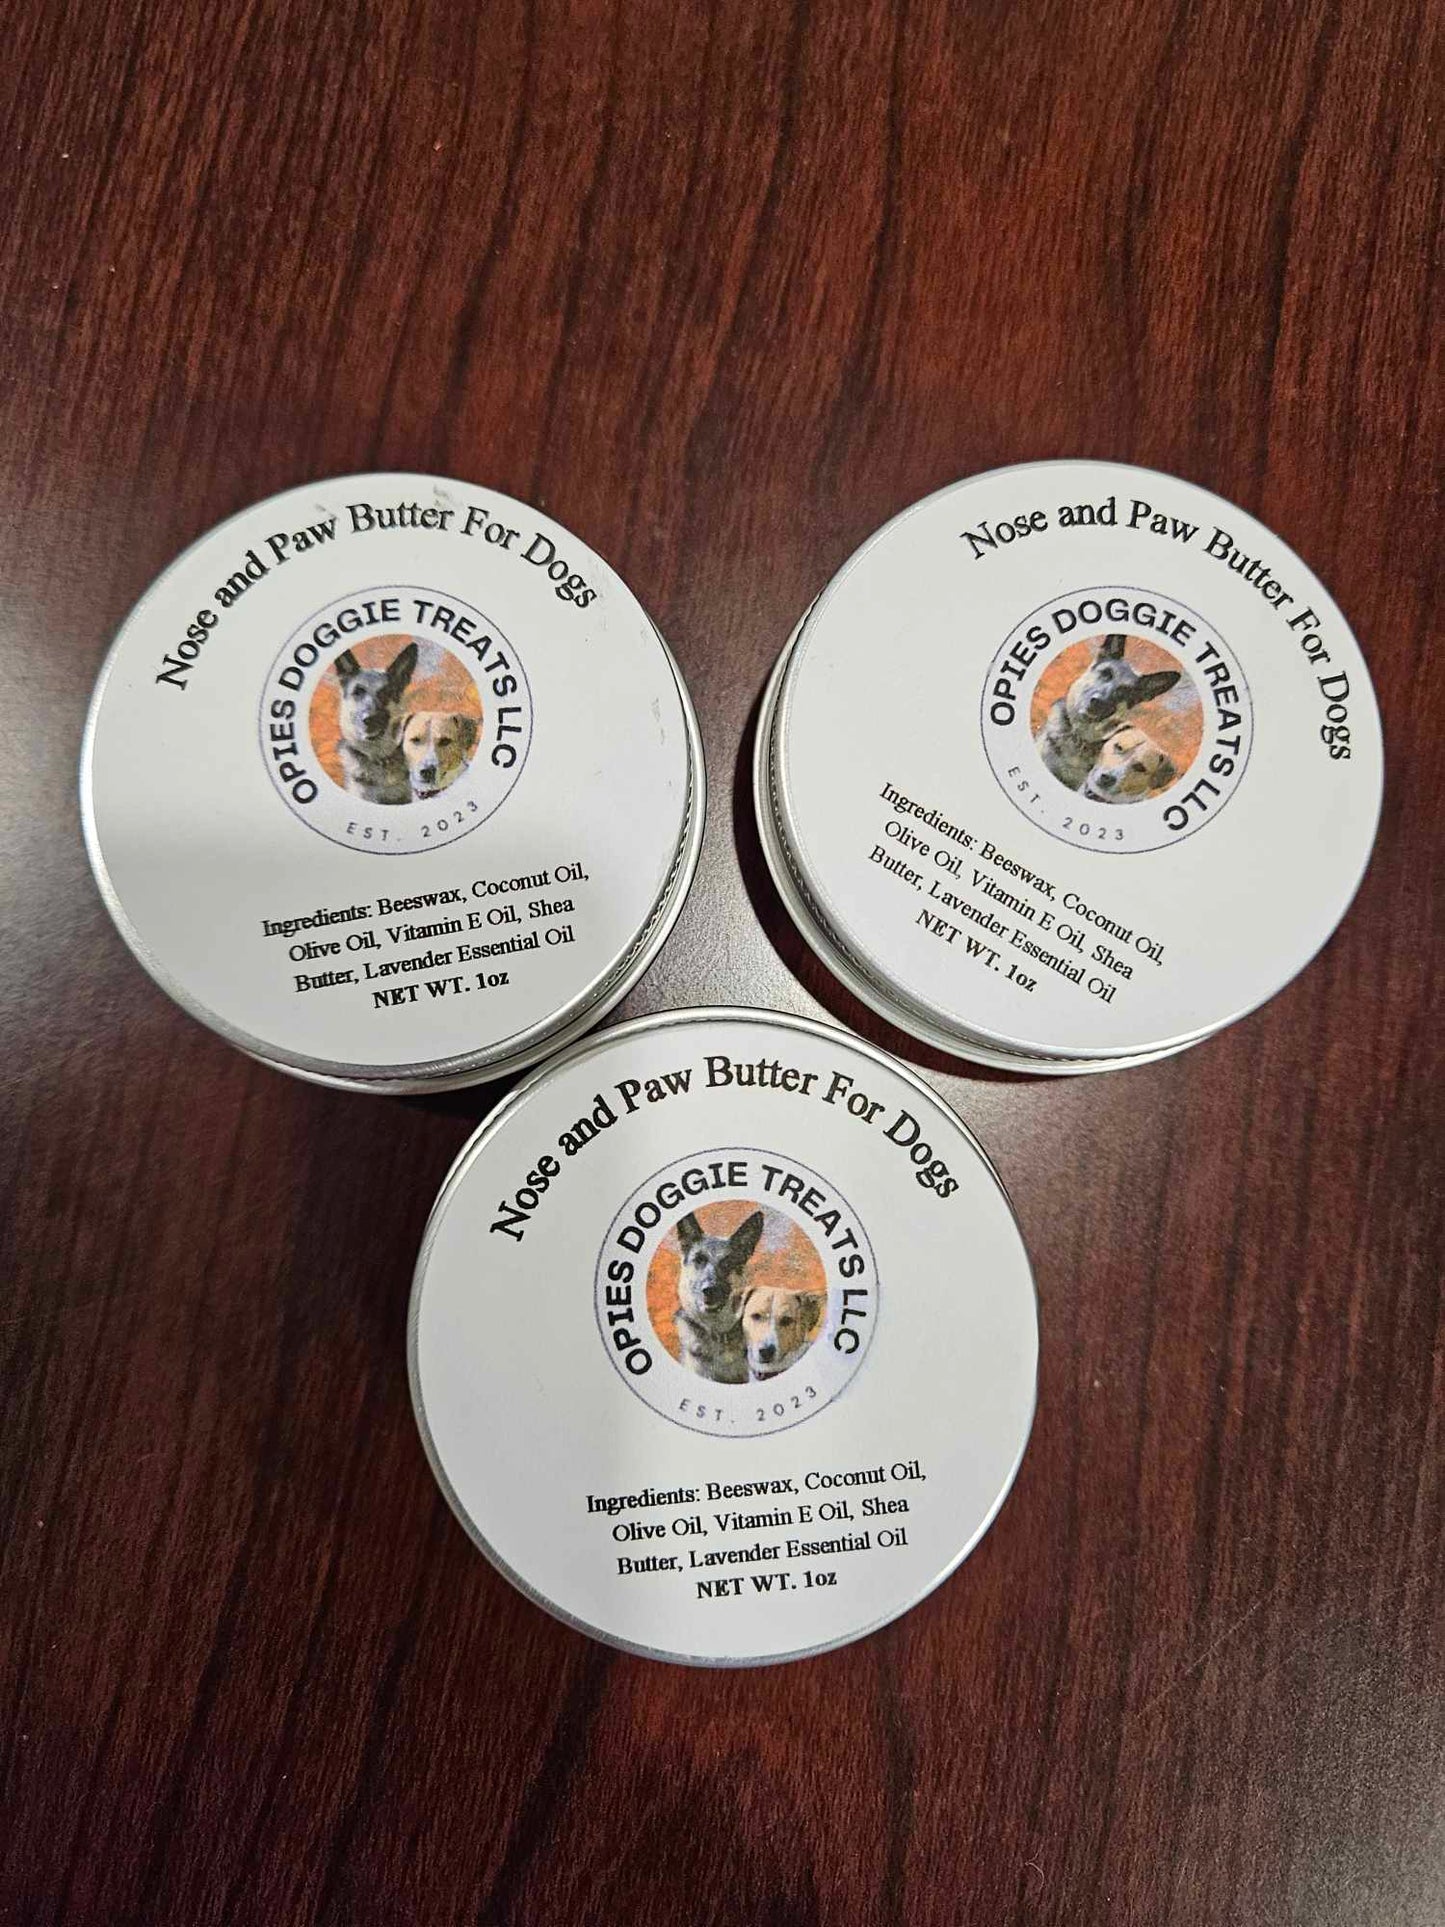 Nose and Paw Butter For Dogs
OPIES DOGGIE TREATS LLC
EST. 2023
Ingredients: Beeswax, Coconut Oil,
Olive Oil, Vitamin E Oil, Shea
Butter, Lavender Essential Oil
NET WT. 1oz
Nose and Paw Butter For Dogs
OPIES DOGGIE TREATS LLC
EST. 2023
Ingredients: Beeswax, Coconut Oil,
Olive Oil, Vitamin E Oil, Shea
Butter, Lavender Essential Oil
NET WT. 1oz
Nose and Paw Butter For Dogs
OPIES DOGGIE TREATS LLC
EST. 2023
Ingredients: Beeswax, Coconut Oil,
Olive Oil, Vitamin E Oil, Shea
Butter, Lavender Essential Oil
NET WT. 1oz